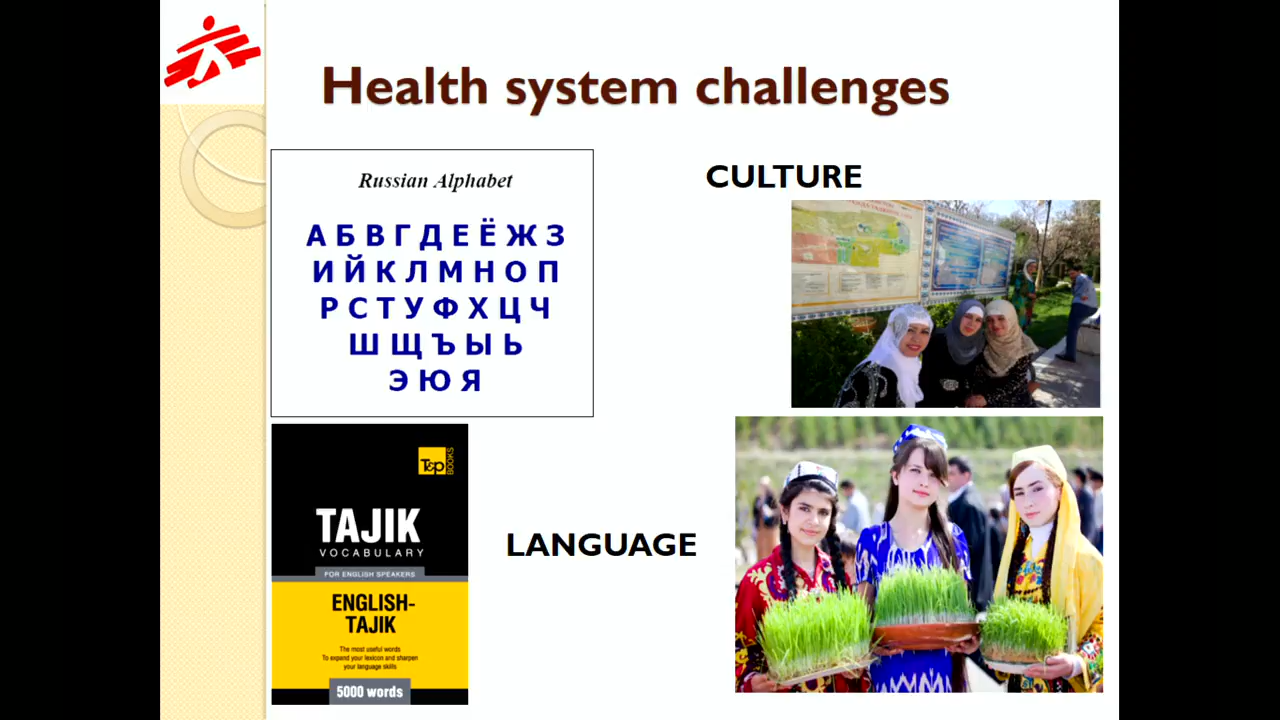 Health system challenges
Russian Alphabet
А Б В Г Д Е Ё Ж З
И Й К Л М Н О П
Р С Т У Ф Х Ц Ч
Ш Щ Ъ Ы Ь
Э Ю Я
CULTURE
T&p BOOKS
TAJIK
VOCABULARY
FOR ENGLISH SPEAKERS
ENGLISH-
TAJIK
The most useful words
To expand your lexicon and sharpen
your language skills
5000 words
LANGUAGE